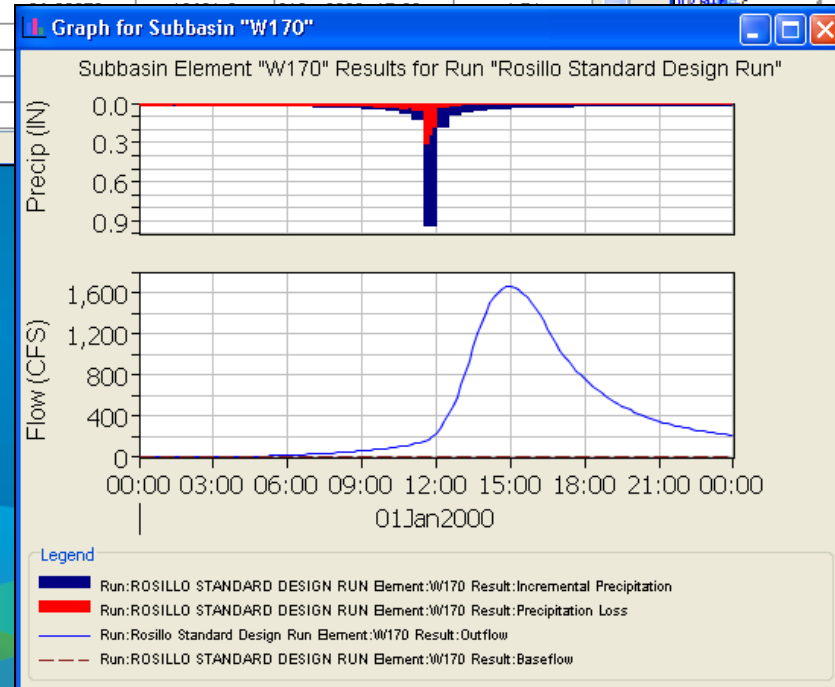 Graph for Subbasin "W170"
Subbasin Element "W170" Results for Run "Rosillo Standard Design Run"
Precip (IN)
0.0
0.3
0.6
0.9
Flow (CFS)
1,600
1,200
800
400
0
00:00 03:00 06:00 09:00 12:00 15:00 18:00 21:00 00:00
01Jan2000
Legend
Run:ROSILLO STANDARD DESIGN RUN Element:W170 Result:Incremental Precipitation
Run:ROSILLO STANDARD DESIGN RUN Element:W170 Result:Precipitation Loss
Run:Rosillo Standard Design Run Element:W170 Result:Outflow
Run:ROSILLO STANDARD DESIGN RUN Element:W170 Result:Baseflow